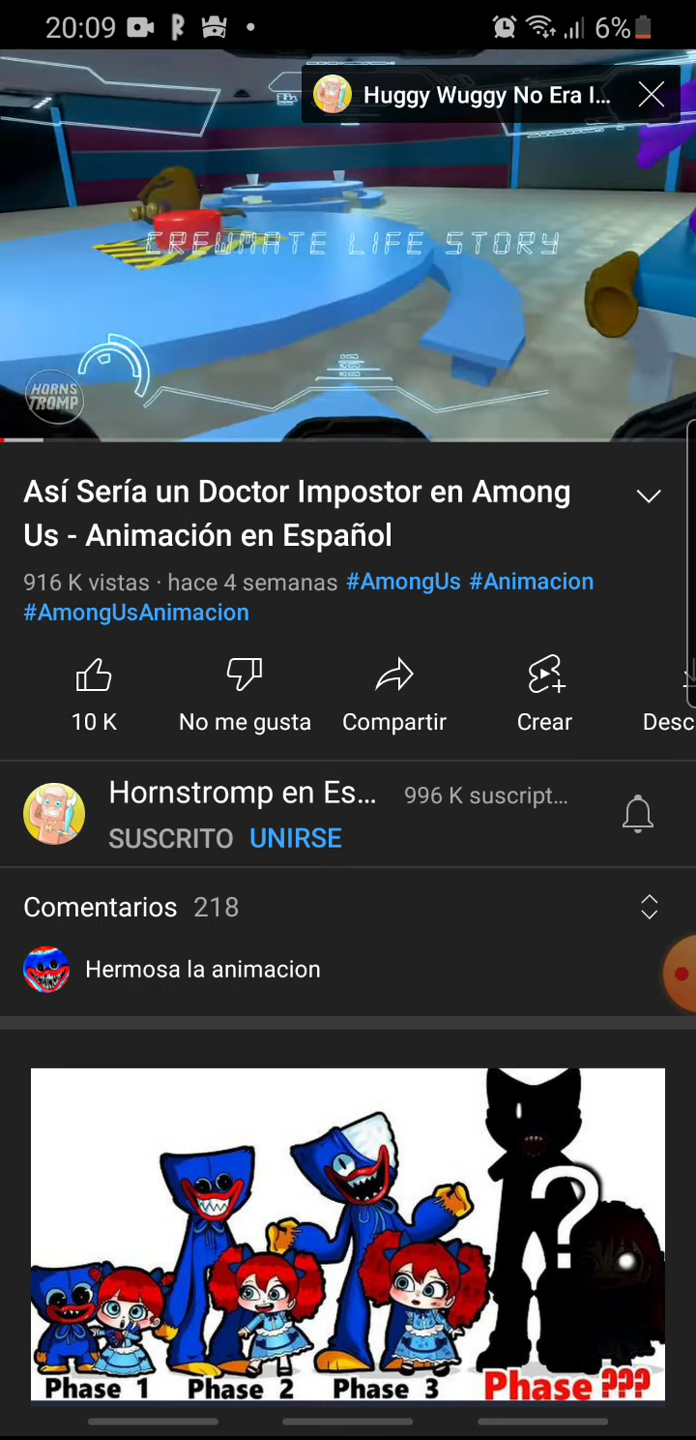 20:09
6%
Huggy Wuggy No Era I...
CREWMATE LIFE STORY
HORNS
TROMP
Así Sería un Doctor Impostor en Among
Us - Animación en Español
916 K vistas · hace 4 semanas #AmongUs #Animacion
#AmongUsAnimacion
10 K No me gusta Compartir Crear Desc
Hornstromp en Es... 996 K suscript...
SUSCRITO UNIRSE
Comentarios 218
Hermosa la animacion
?
Phase 1 Phase 2 Phase 3 Phase ???